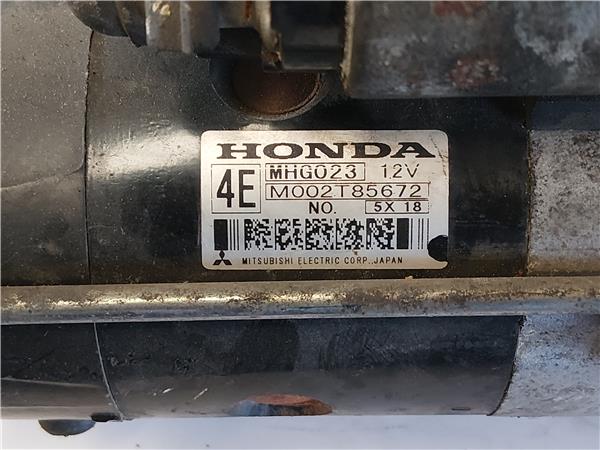 HONDA
4E MHG023 12V
M002T85672
NO. 5X 18
MITSUBISHI ELECTRIC CORP., JAPAN